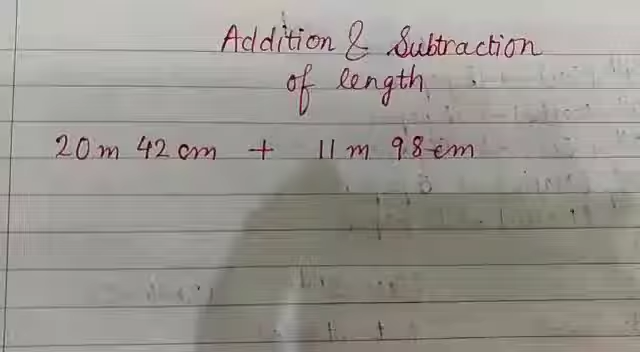 Addition & Subtraction
of length
20 m 42 cm + 11 m 98 cm